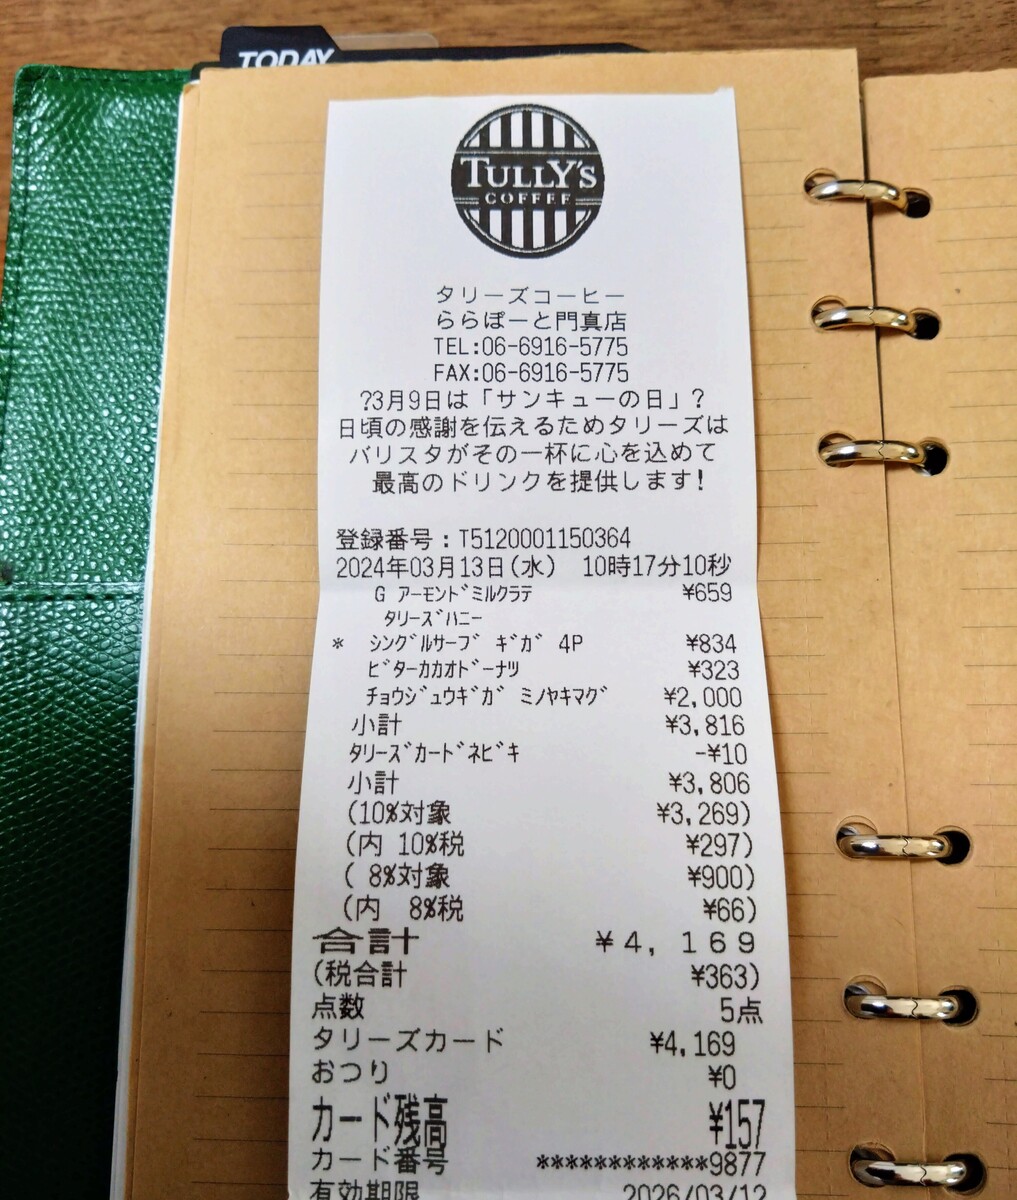 TODAY
TULLY'S
COFFEE
タリーズコーヒー
ららぽーと門真店
TEL:06-6916-5775
FAX:06-6916-5775
?3月9日は「サンキューの日」?
日頃の感謝を伝えるためタリーズは
バリスタがその一杯に心を込めて
最高のドリンクを提供します!
登録番号:T5120001150364
2024年03月13日(水) 10時17分10秒
G アーモンドミルクラテ ¥659
タリーズハニー
* シングルサーブ ギガ 4P ¥834
ビターカカオドーナツ ¥323
チョウジュウギガ ミノヤキマグ ¥2,000
小計 ¥3,816
タリーズカードネビキ -¥10
小計 ¥3,806
(10%対象 ¥3,269)
(内 10%税 ¥297)
( 8%対象 ¥900)
(内 8%税 ¥66)
合計 ¥4,169
(税合計 ¥363)
点数 5点
タリーズカード ¥4,169
おつり ¥0
カード残高 ¥157
カード番号 ************9877
有効期限 2026/03/12